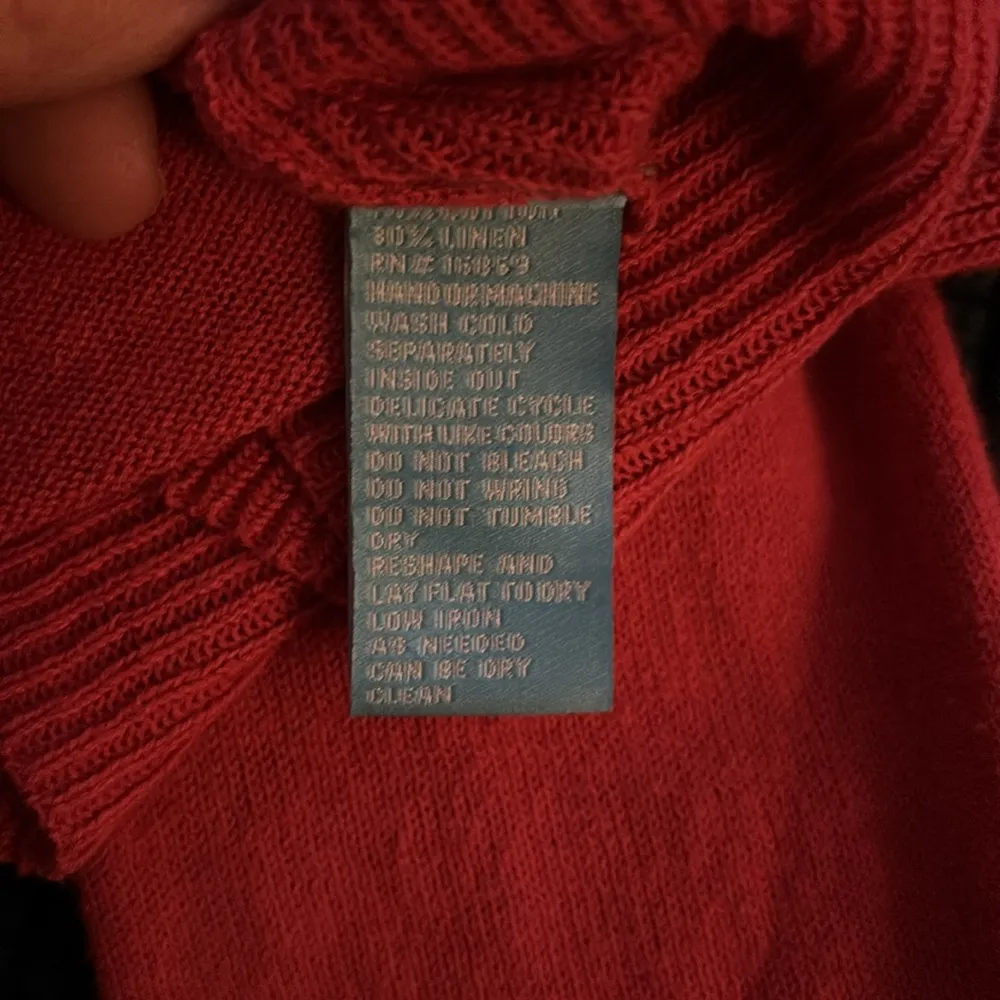 30% LINEN
RN#
HAND OR MACHINE
WASH COLD
SEPARATELY
INSIDE OUT
DELICATE CYCLE
WITH LIKE COLORS
DO NOT BLEACH
DO NOT WRING
DO NOT TUMBLE
DRY
RESHAPE AND
LAY FLAT TO DRY
LOW IRON
AS NEEDED
CAN BE DRY
CLEAN